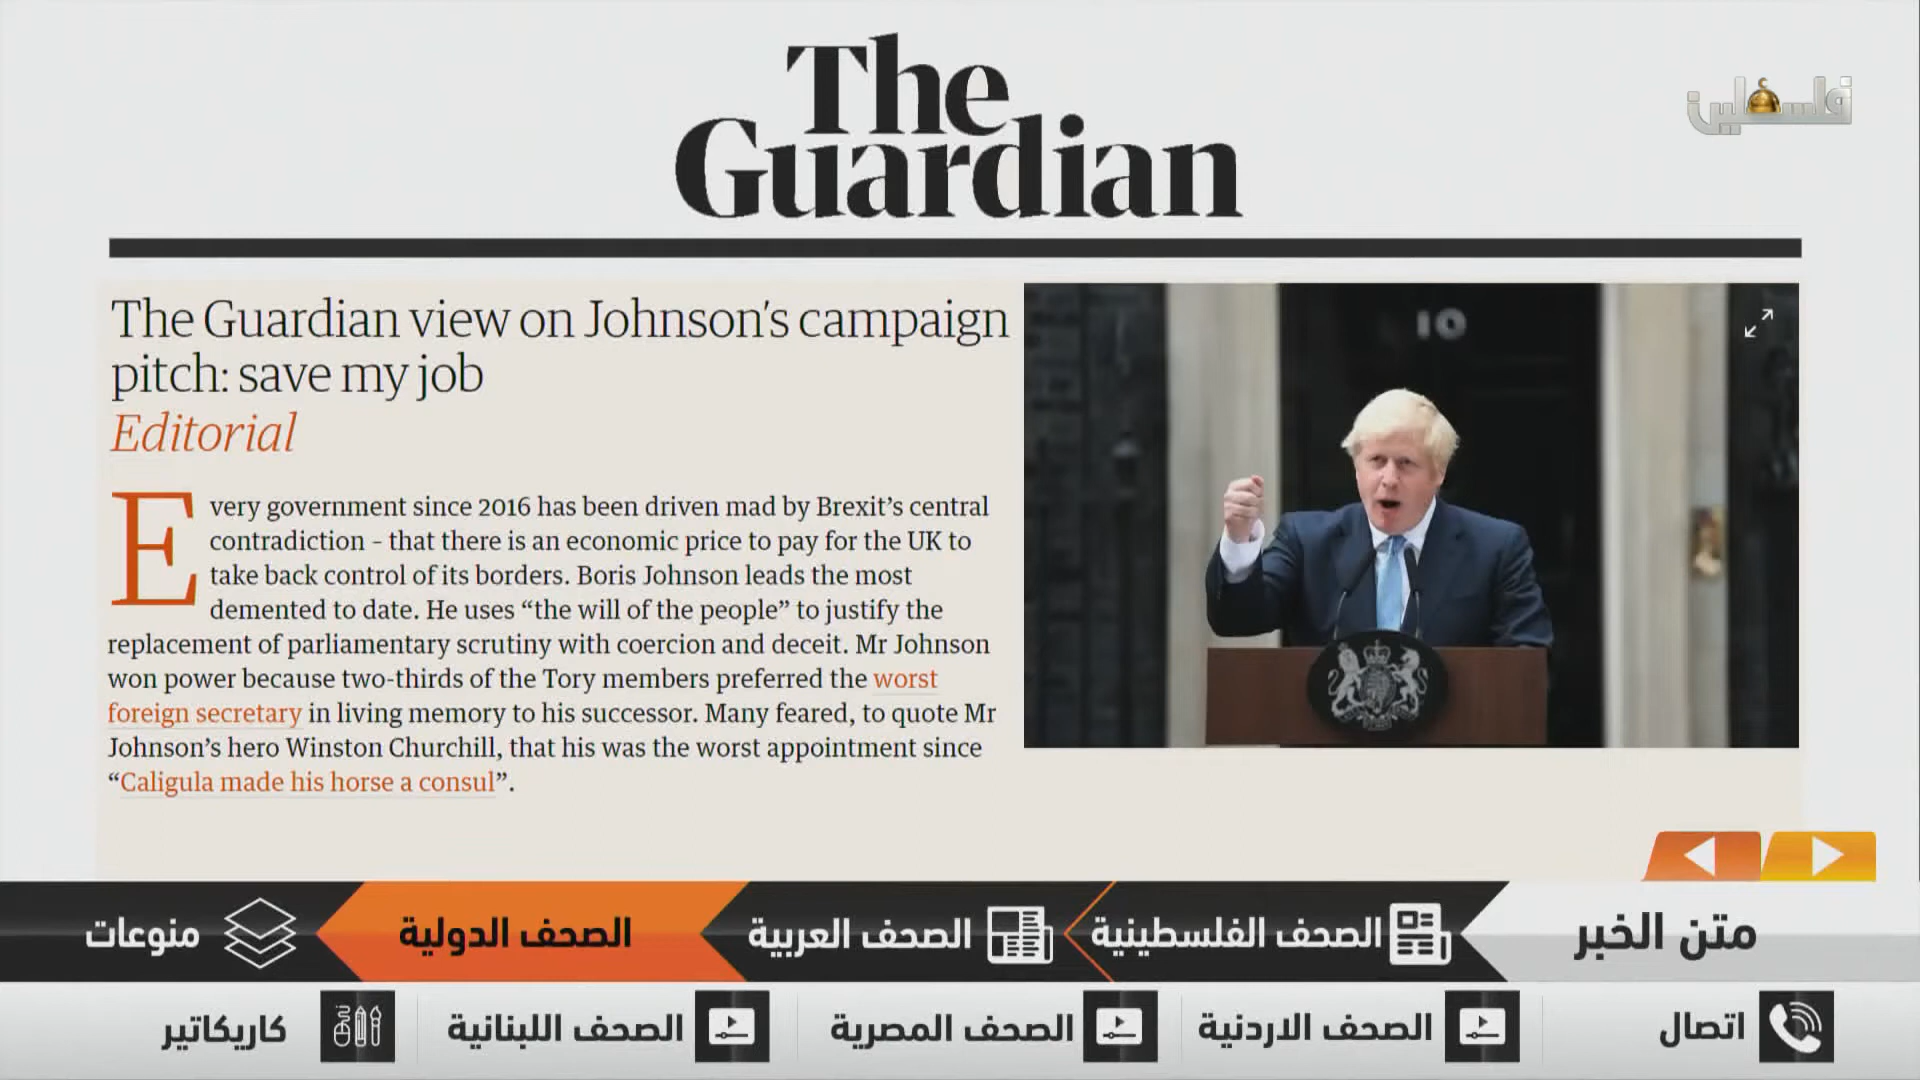 The
Guardian
فلسطين
The Guardian view on Johnson's campaign
pitch: save my job
Editorial
Every government since 2016 has been driven mad by Brexit’s central
contradiction – that there is an economic price to pay for the UK to
take back control of its borders. Boris Johnson leads the most
demented to date. He uses “the will of the people” to justify the
replacement of parliamentary scrutiny with coercion and deceit. Mr Johnson
won power because two-thirds of the Tory members preferred the worst
foreign secretary in living memory to his successor. Many feared, to quote Mr
Johnson’s hero Winston Churchill, that his was the worst appointment since
“Caligula made his horse a consul”.
10
متن الخبر
الصحف الفلسطينية
الصحف العربية
الصحف الدولية
منوعات
اتصال
الصحف الاردنية
الصحف المصرية
الصحف اللبنانية
كاريكاتير